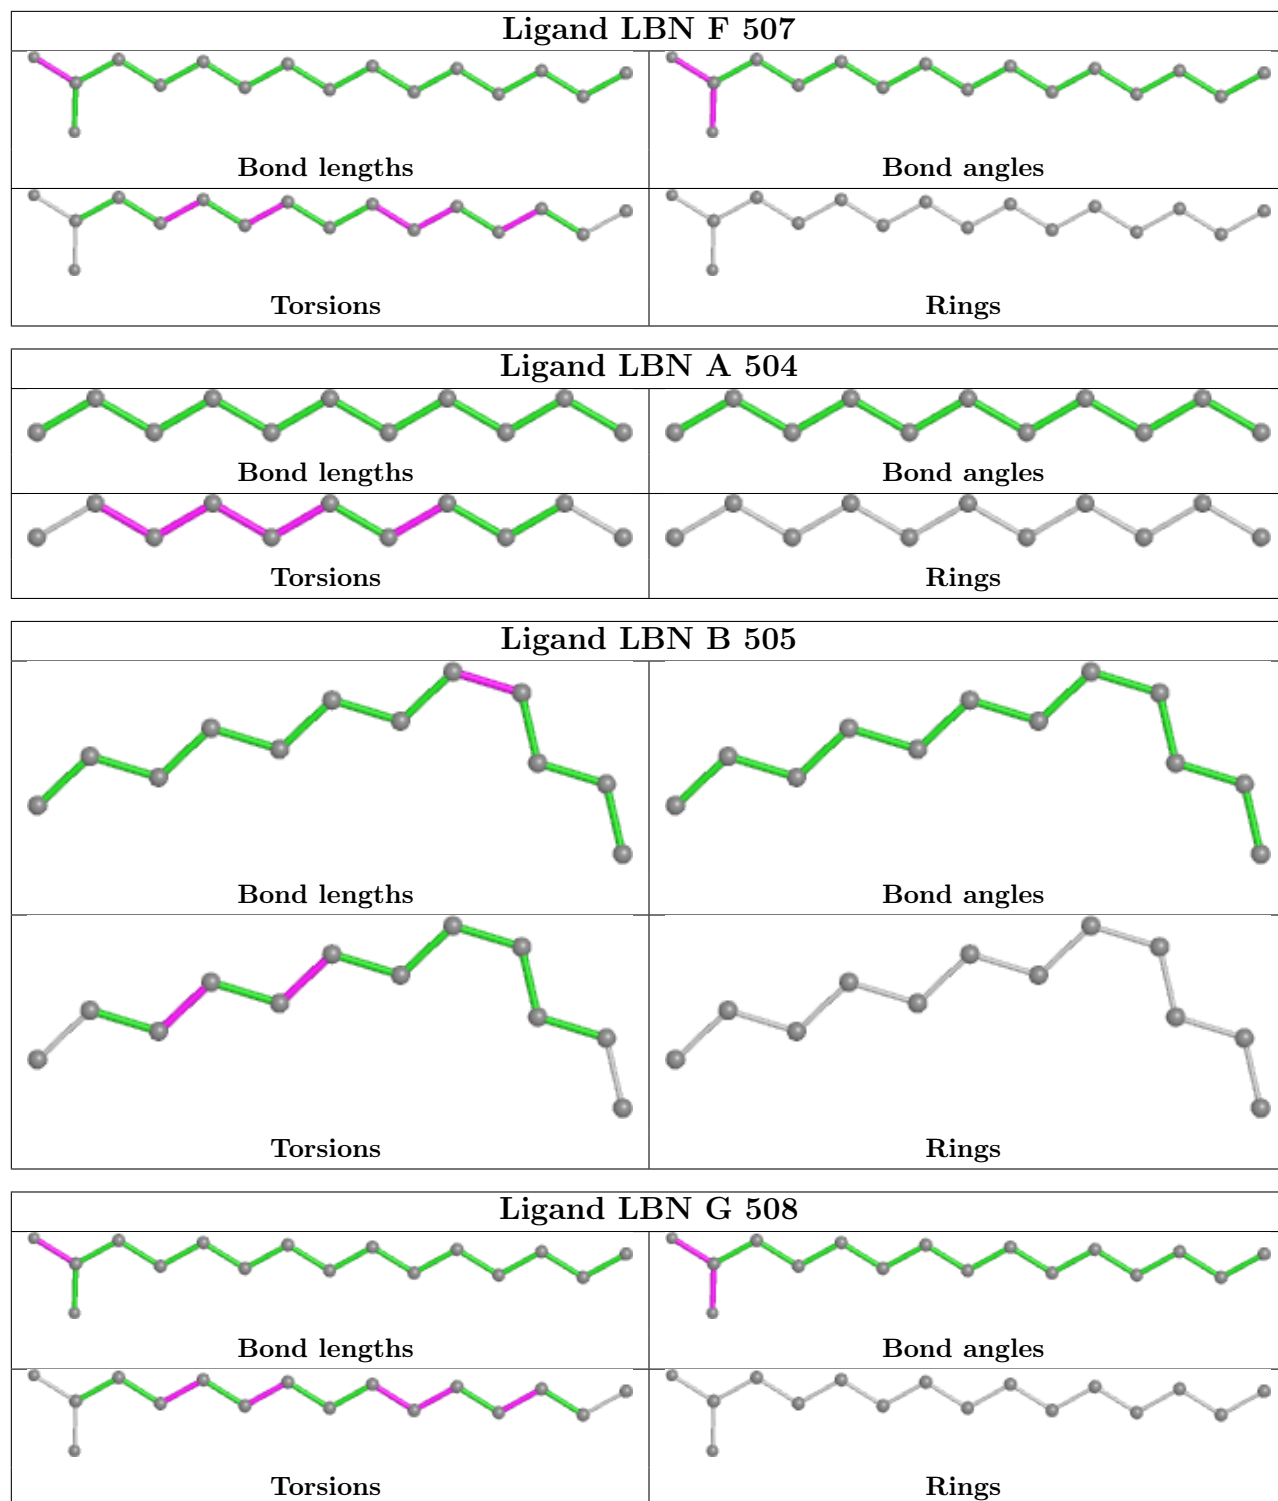 Ligand LBN F 507
Bond lengths
Bond angles
Torsions
Rings
Ligand LBN A 504
Bond lengths
Bond angles
Torsions
Rings
Ligand LBN B 505
Bond lengths
Bond angles
Torsions
Rings
Ligand LBN G 508
Bond lengths
Bond angles
Torsions
Rings